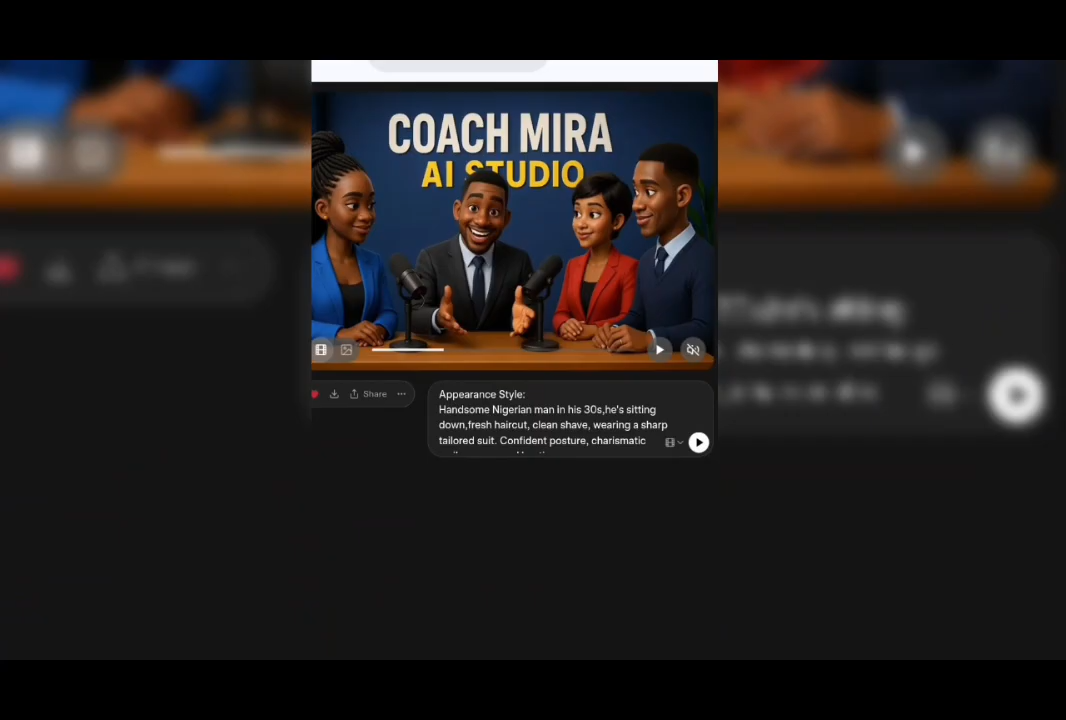 COACH MIRA
AI STUDIO
Share
Appearance Style:
Handsome Nigerian man in his 30s,he's sitting
down,fresh haircut, clean shave, wearing a sharp
tailored suit. Confident posture, charismatic